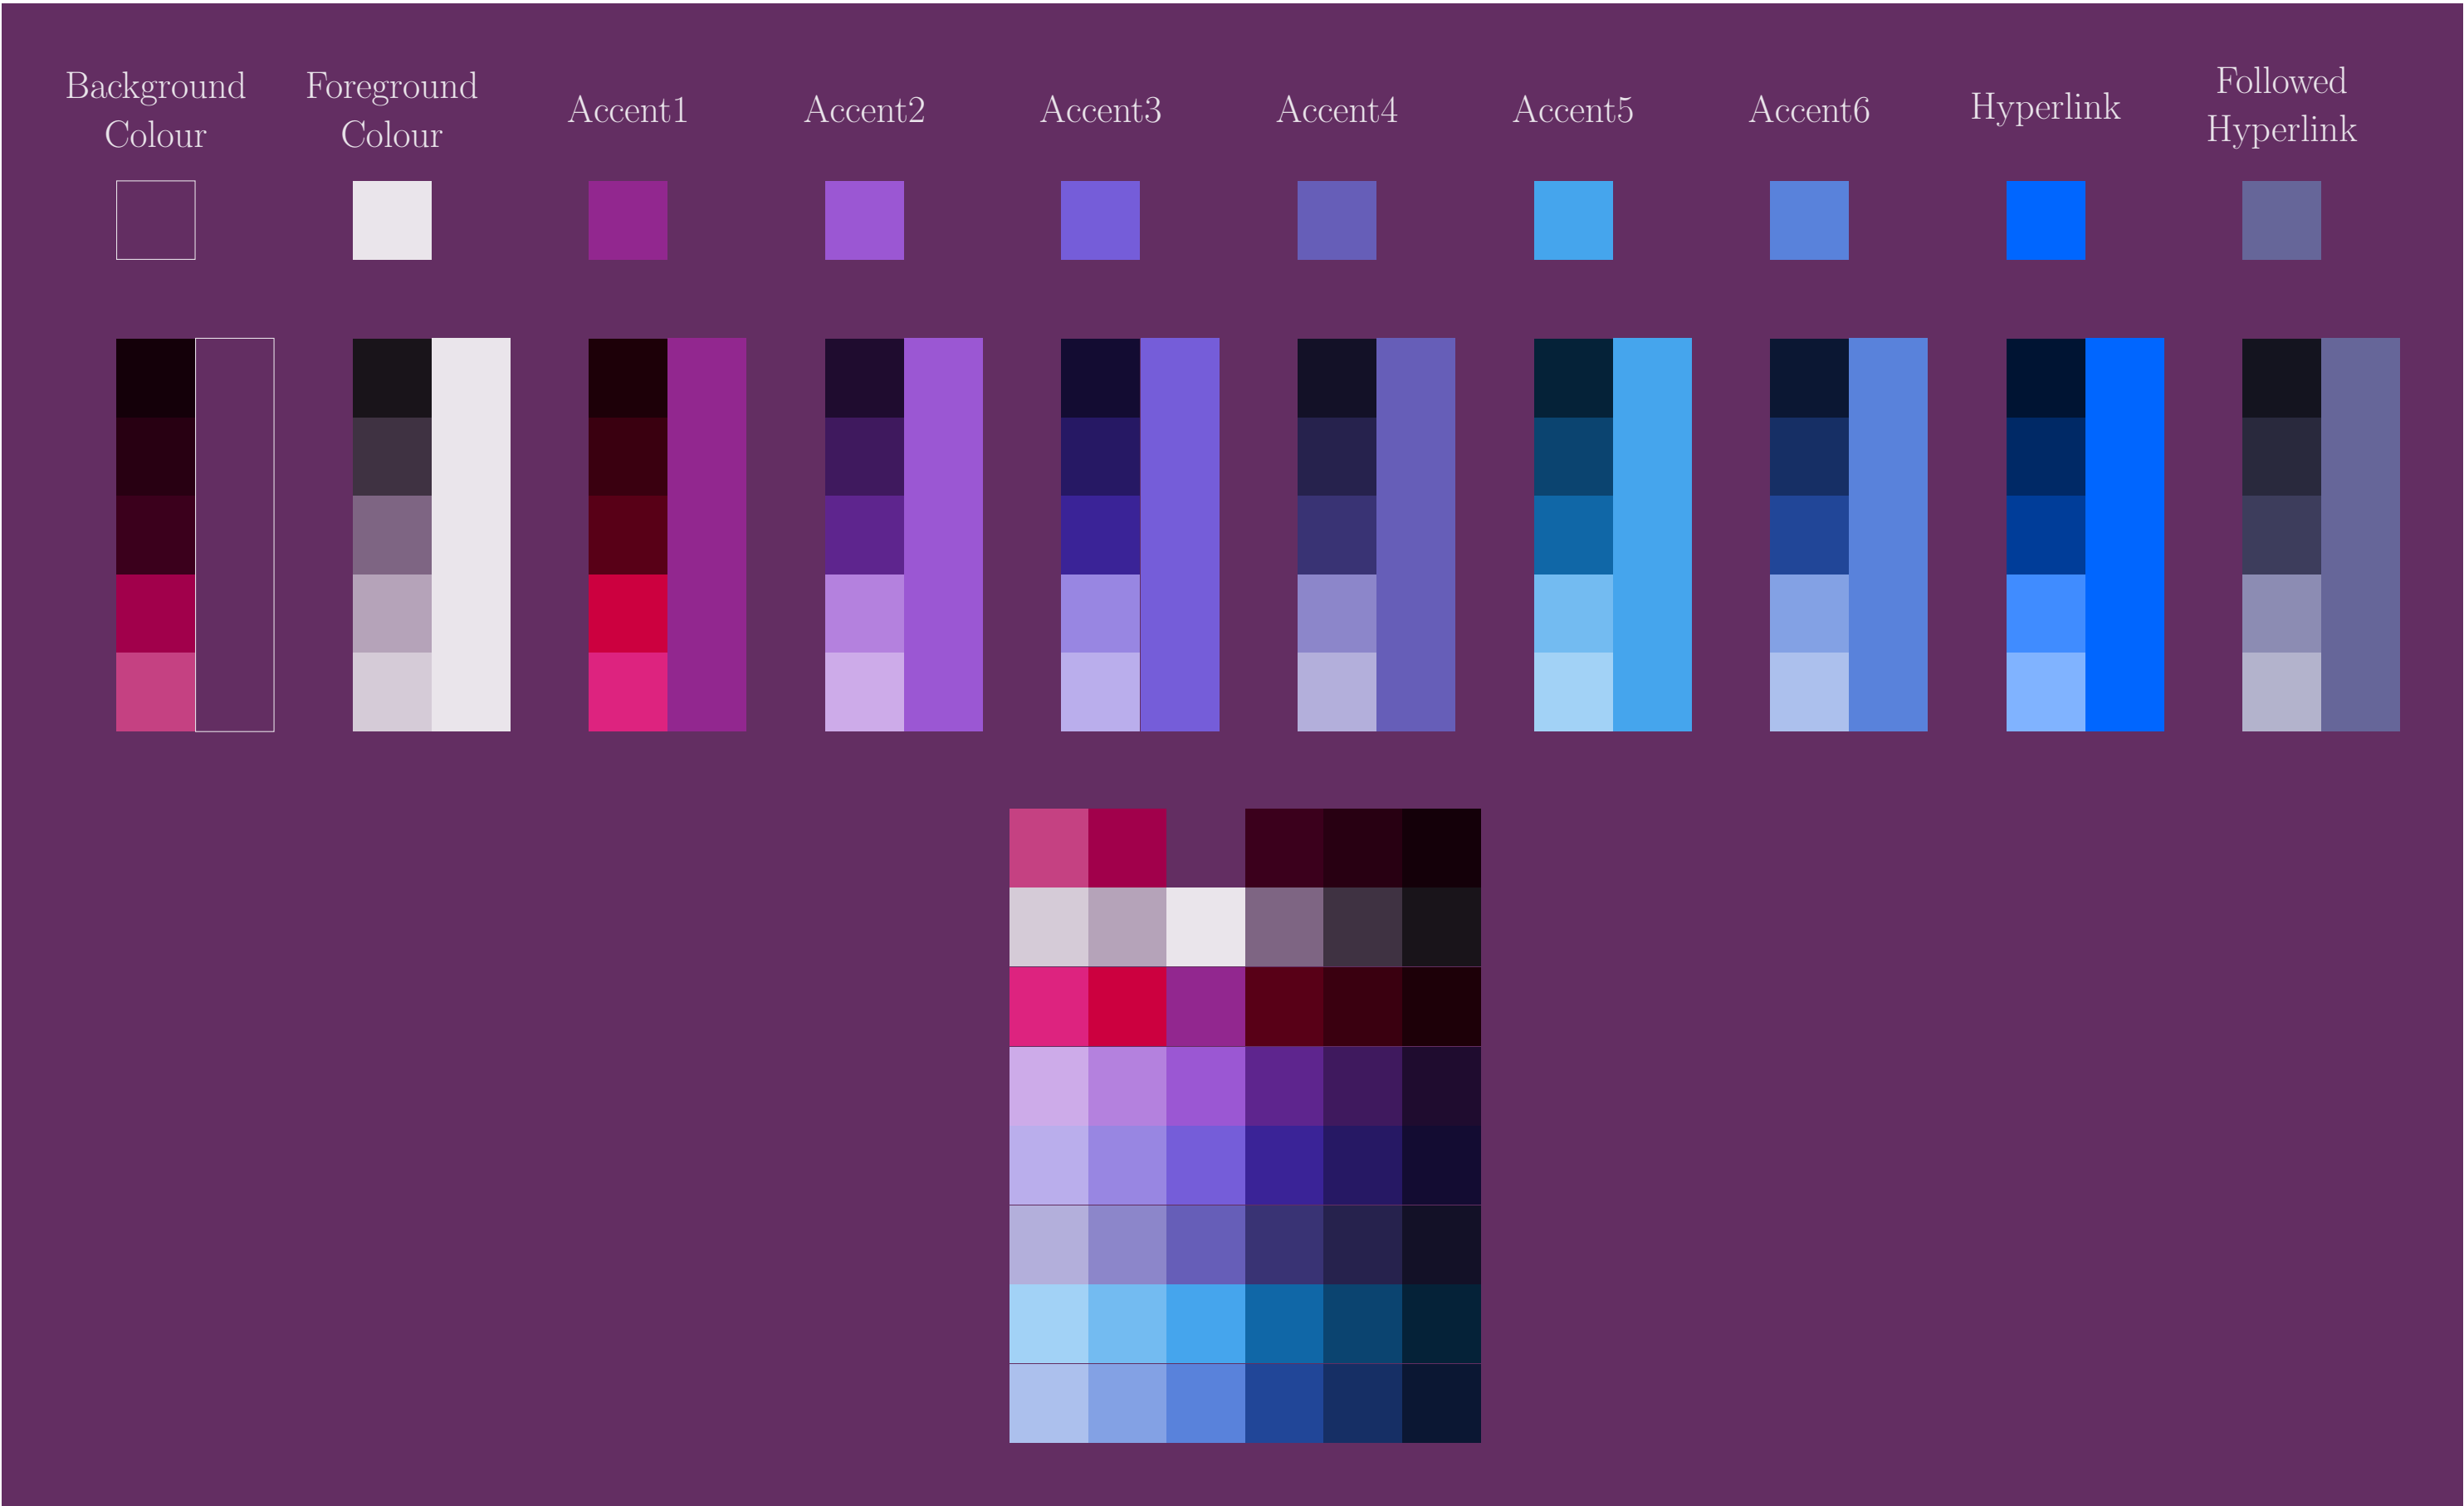 Background
Colour
Foreground
Colour
Accent1
Accent2
Accent3
Accent4
Accent5
Accent6
Hyperlink
Followed
Hyperlink